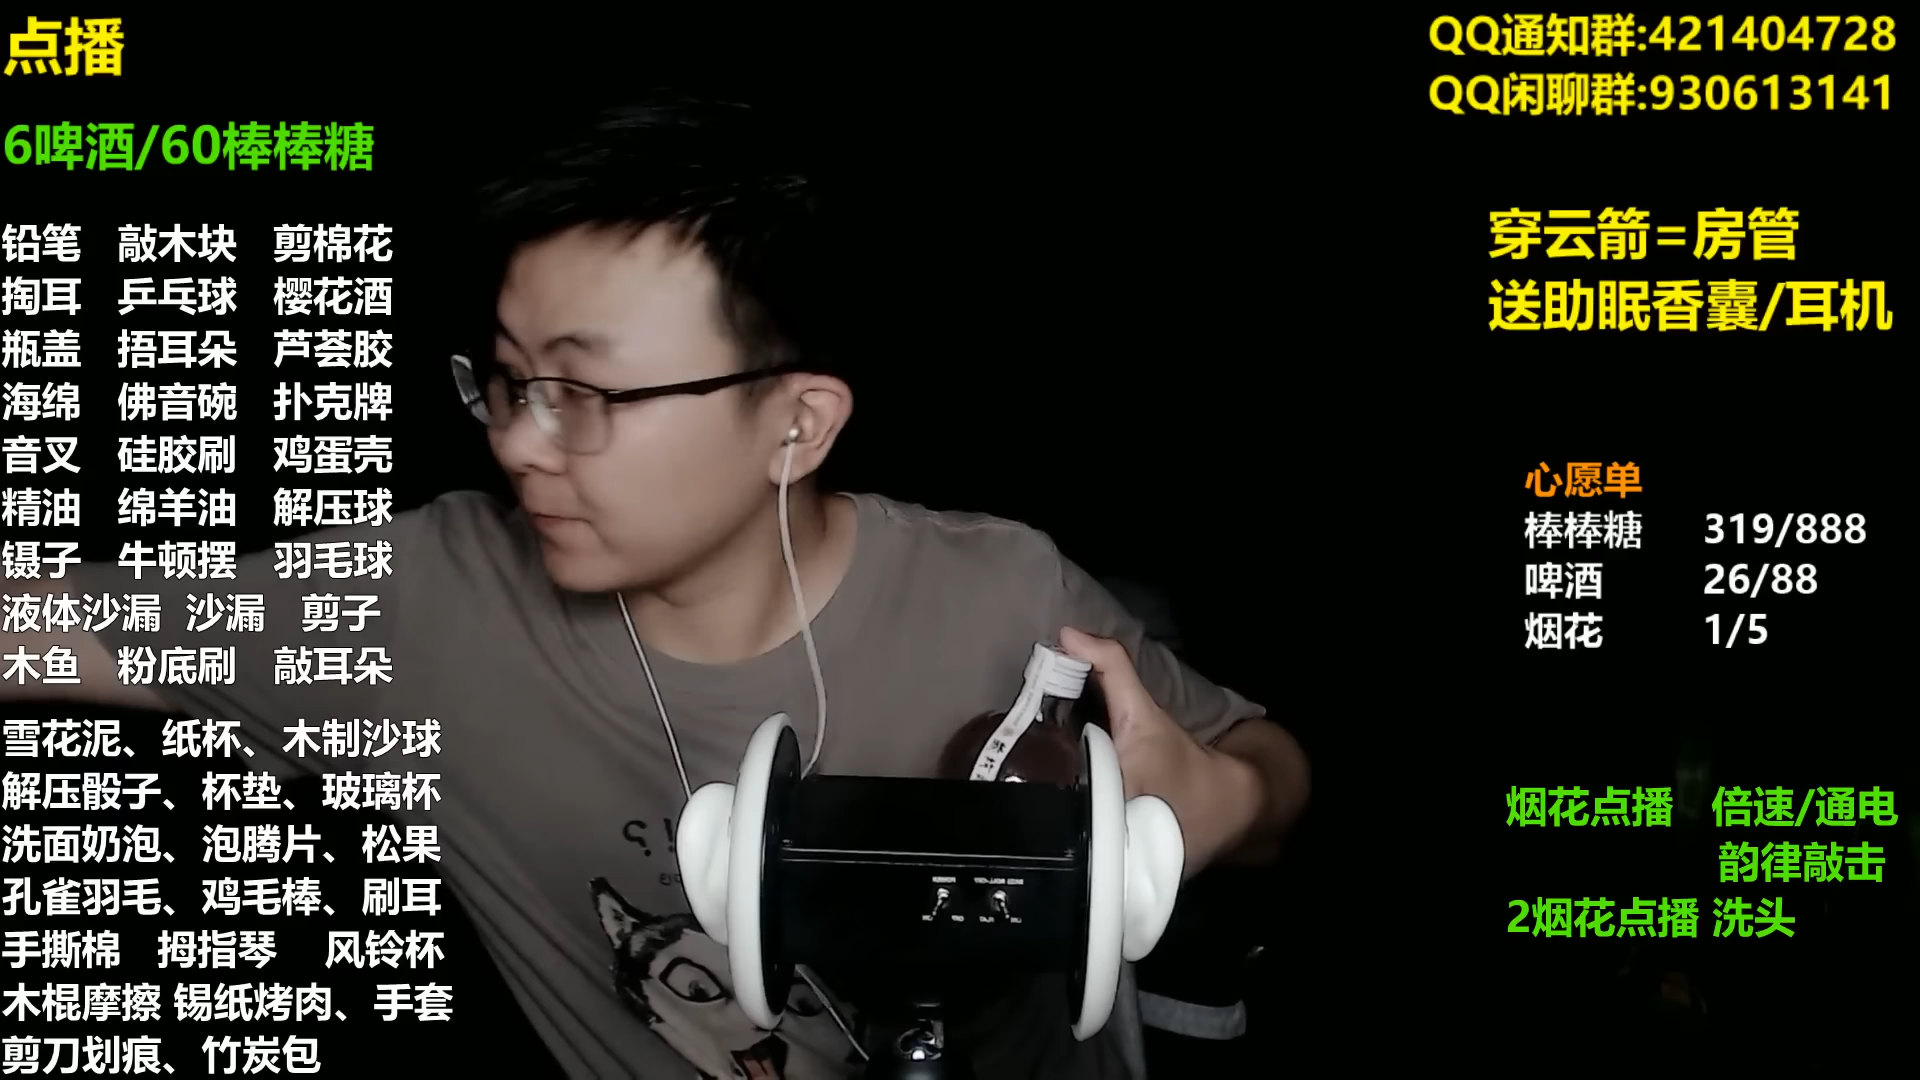 点播
6啤酒/60棒棒糖
铅笔 敲木块 剪棉花
掏耳 乒乓球 樱花酒
瓶盖 捂耳朵 芦荟胶
海绵 佛音碗 扑克牌
音叉 硅胶刷 鸡蛋壳
精油 绵羊油 解压球
镊子 牛顿摆 羽毛球
液体沙漏 沙漏 剪子
木鱼 粉底刷 敲耳朵
雪花泥、纸杯、木制沙球
解压骰子、杯垫、玻璃杯
洗面奶泡、泡腾片、松果
孔雀羽毛、鸡毛棒、刷耳
手撕棉 拇指琴 风铃杯
木棍摩擦 锡纸烤肉、手套
剪刀划痕、竹炭包
QQ通知群:421404728
QQ闲聊群:930613141
穿云箭=房管
送助眠香囊/耳机
心愿单
棒棒糖 319/888
啤酒 26/88
烟花 1/5
烟花点播 倍速/通电
韵律敲击
2烟花点播 洗头